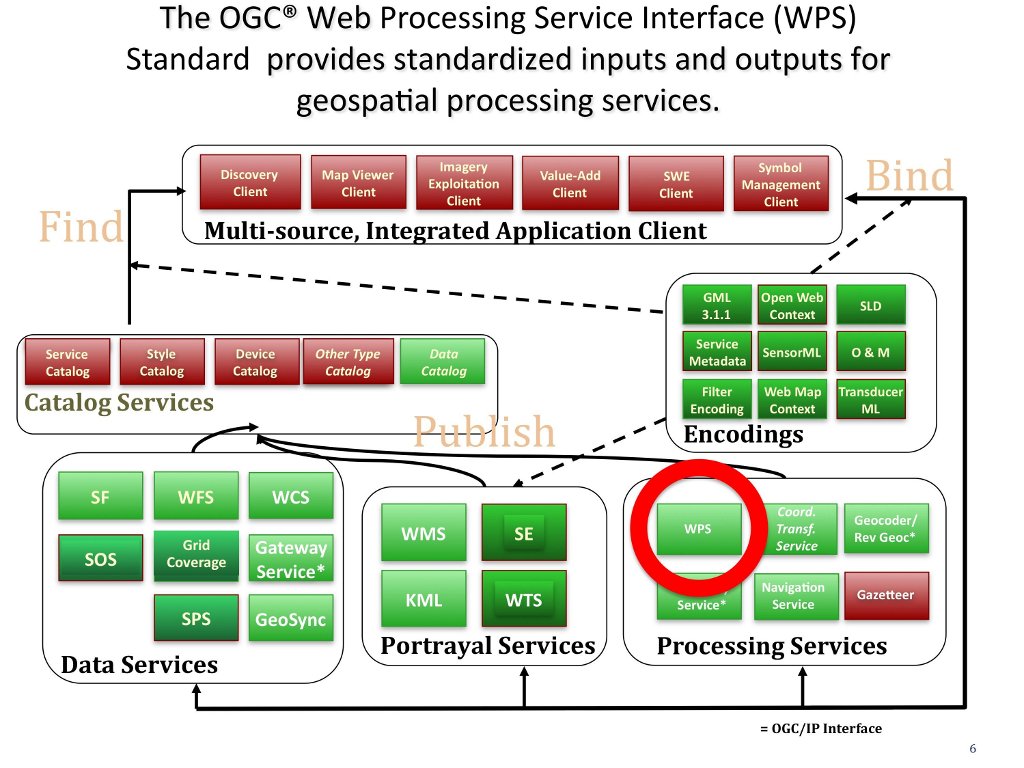 The OGC® Web Processing Service Interface (WPS)
Standard provides standardized inputs and outputs for
geospatial processing services.
Discovery
Client
Map Viewer
Client
Imagery
Exploitation
Client
Value-Add
Client
SWE
Client
Symbol
Management
Client
Multi-source, Integrated Application Client
Bind
Find
GML
3.1.1
Open Web
Context
SLD
Service
Metadata
SensorML
O & M
Filter
Encoding
Web Map
Context
Transducer
ML
Encodings
Service
Catalog
Style
Catalog
Device
Catalog
Other Type
Catalog
Data
Catalog
Catalog Services
Publish
SF
WFS
WCS
SOS
Grid
Coverage
Gateway
Service*
SPS
GeoSync
Data Services
WMS
SE
KML
WTS
Portrayal Services
WPS
Coord.
Transf.
Service
Geocoder/
Rev Geoc*
Service*
Navigation
Service
Gazetteer
Processing Services
= OGC/IP Interface
6